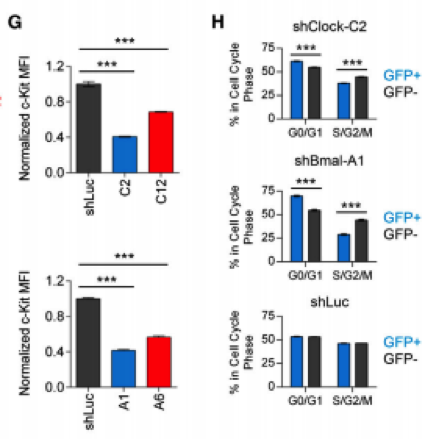 G
***
***
Normalized c-Kit MFI
1.2
0.8
0.4
0.0
shLuc
C2
C12
***
***
Normalized c-Kit MFI
1.2
0.8
0.4
0.0
shLuc
A1
A6
H
shClock-C2
% in Cell Cycle
Phase
75
50
25
0
***
***
G0/G1
S/G2/M
GFP+
GFP-
shBmal-A1
% in Cell Cycle
Phase
75
50
25
0
***
***
G0/G1
S/G2/M
GFP+
GFP-
shLuc
% in Cell Cycle
Phase
75
50
25
0
G0/G1
S/G2/M
GFP+
GFP-